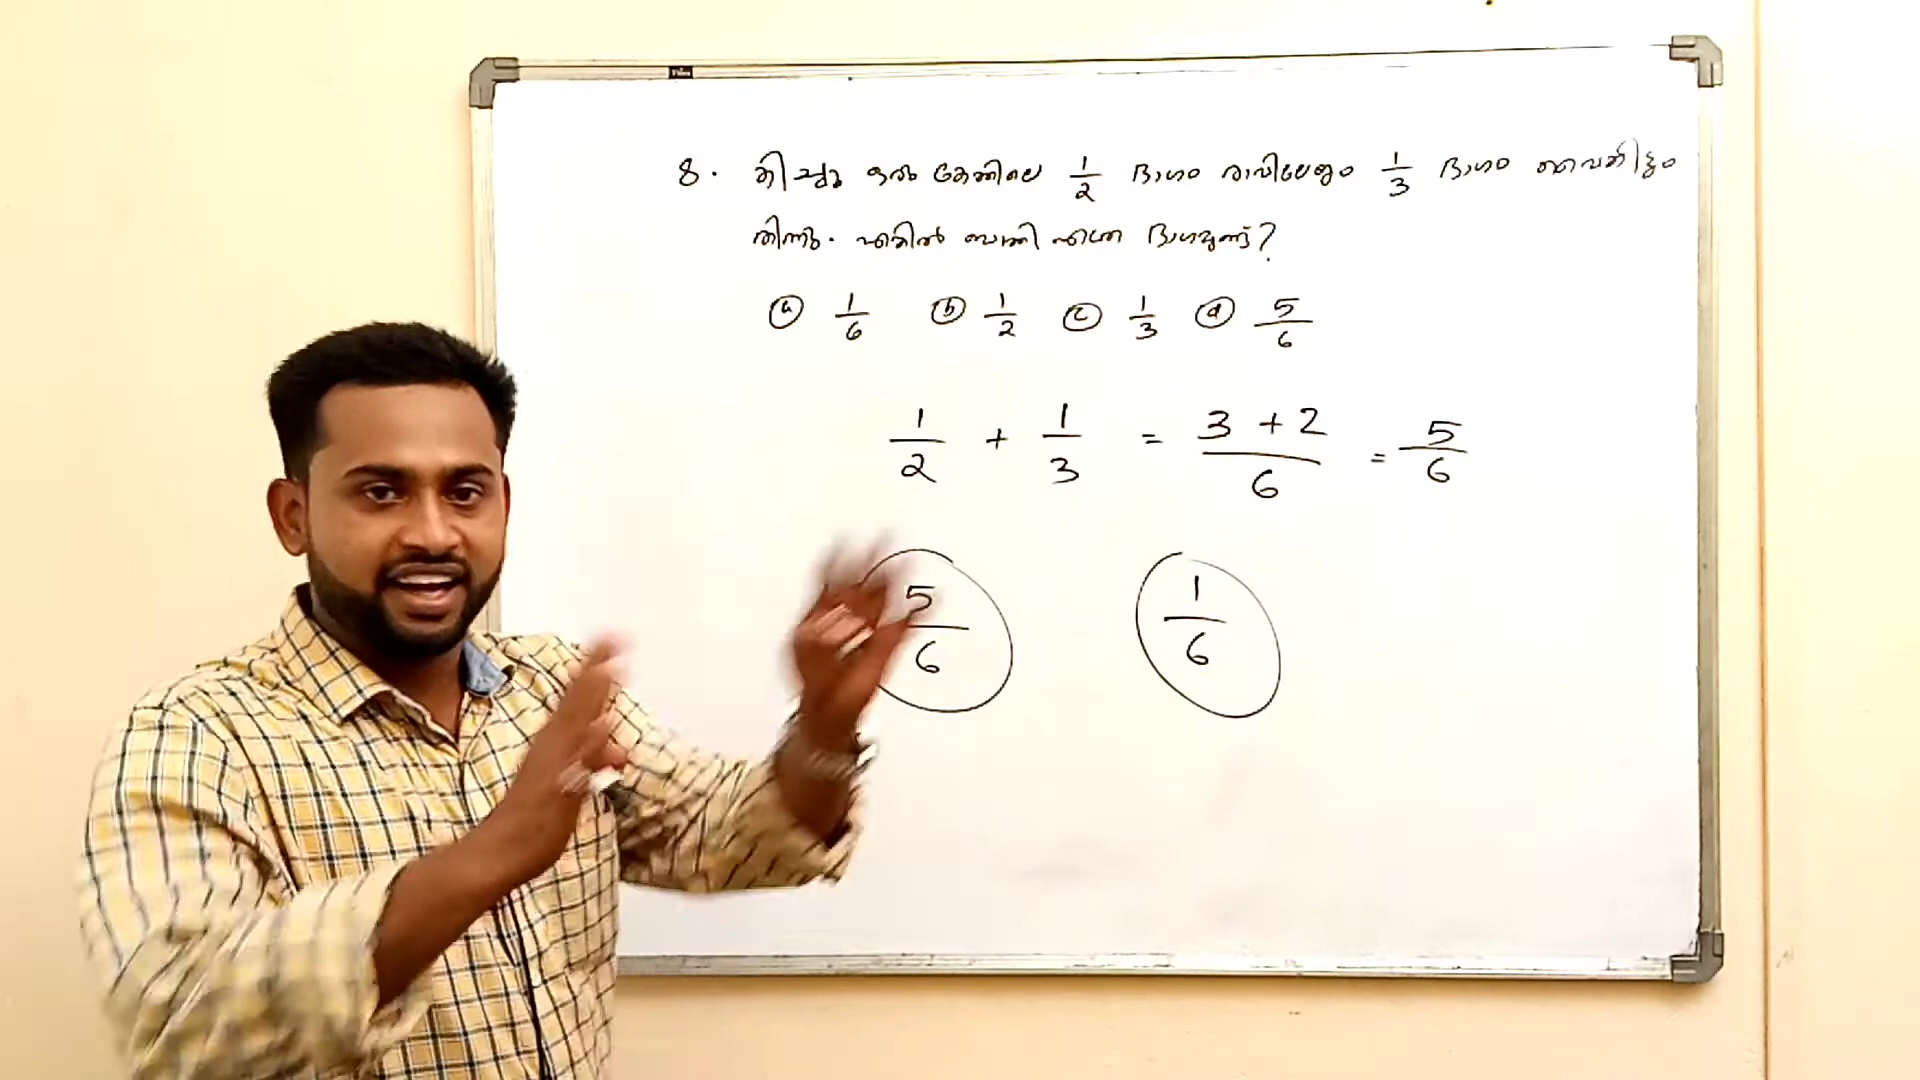 8. കിച്ചു ഒരു കേക്കിലെ 1/2 ഭാഗം രാവിലേയും 1/3 ഭാഗം വൈകിട്ടും
തിന്നു. എങ്കിൽ ബാക്കി എത്ര ഭാഗമുണ്ട്?
ⓐ 1/6 ⓑ 1/2 ⓒ 1/3 ⓓ 5/6
1/2 + 1/3 = 3+2/6 = 5/6
5/6 1/6